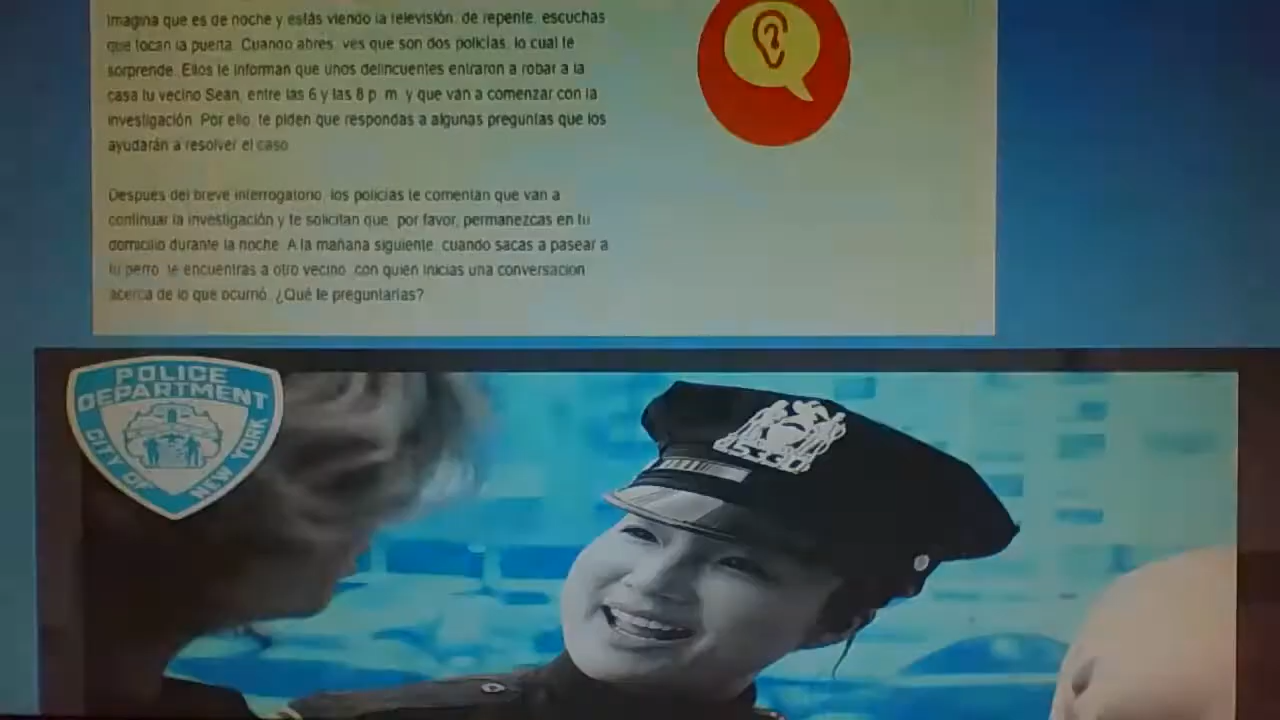 Imagina que es de noche y estás viendo la televisión, de repente, escuchas
que tocan la puerta. Cuando abres, ves que son dos policías, lo cual te
sorprende. Ellos te informan que unos delincuentes entraron a robar a la
casa tu vecino Sean, entre las 6 y las 8 p. m. y que van a comenzar con la
investigación. Por ello, te piden que respondas a algunas preguntas que los
ayudarán a resolver el caso.
Después del breve interrogatorio, los policías te comentan que van a
continuar la investigación y te solicitan que, por favor, permanezcas en tu
domicilio durante la noche. A la mañana siguiente, cuando sacas a pasear a
tu perro, te encuentras a otro vecino, con quien inicias una conversación
acerca de lo que ocurrió. ¿Qué le preguntarías?
POLICE
DEPARTMENT
CITY OF
NEW YORK